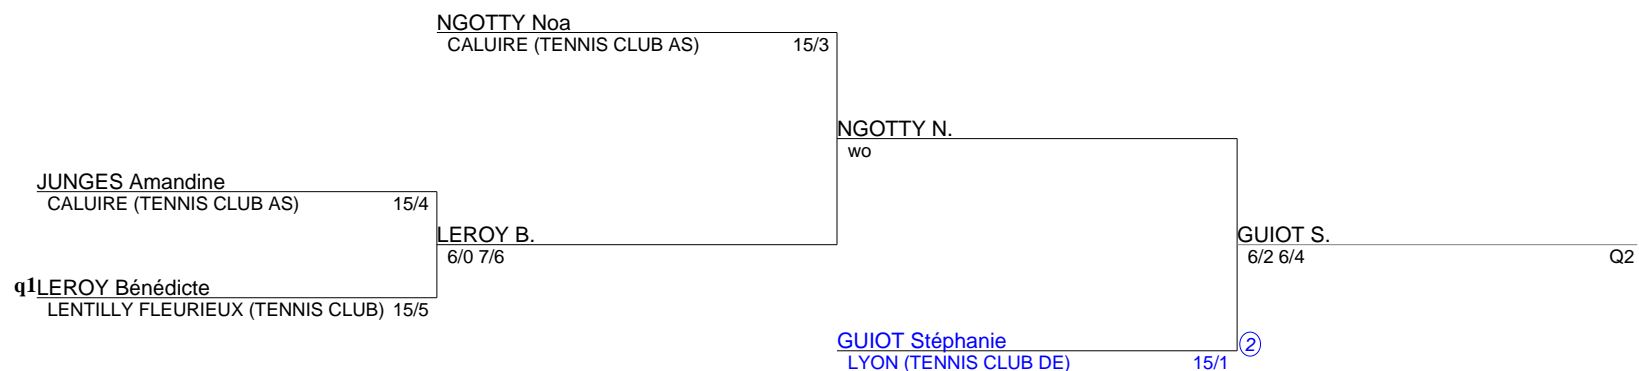 NGOTTY Noa
CALUIRE (TENNIS CLUB AS) 15/3
NGOTTY N.
wo
JUNGES Amandine
CALUIRE (TENNIS CLUB AS) 15/4
LEROY B.
6/0 7/6
GUIOT S.
6/2 6/4 Q2
q1 LEROY Bénédicte
LENTILLY FLEURIEUX (TENNIS CLUB) 15/5
GUIOT Stéphanie 2
LYON (TENNIS CLUB DE) 15/1